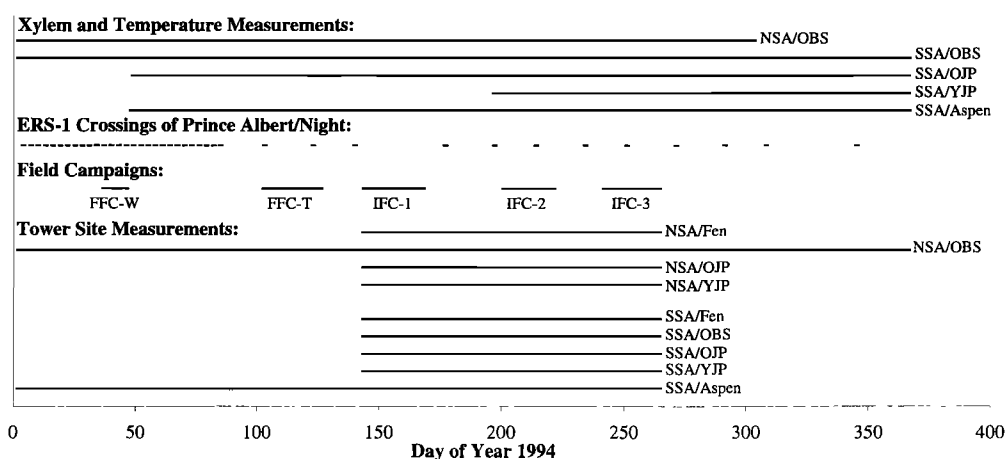 Xylem and Temperature Measurements:
NSA/OBS
SSA/OBS
SSA/OJP
SSA/YJP
SSA/Aspen
ERS-1 Crossings of Prince Albert/Night:
Field Campaigns:
FFC-W FFC-T IFC-1 IFC-2 IFC-3
Tower Site Measurements:
NSA/Fen
NSA/OBS
NSA/OJP
NSA/YJP
SSA/Fen
SSA/OBS
SSA/OJP
SSA/YJP
SSA/Aspen
0 50 100 150 200 250 300 350 400
Day of Year 1994